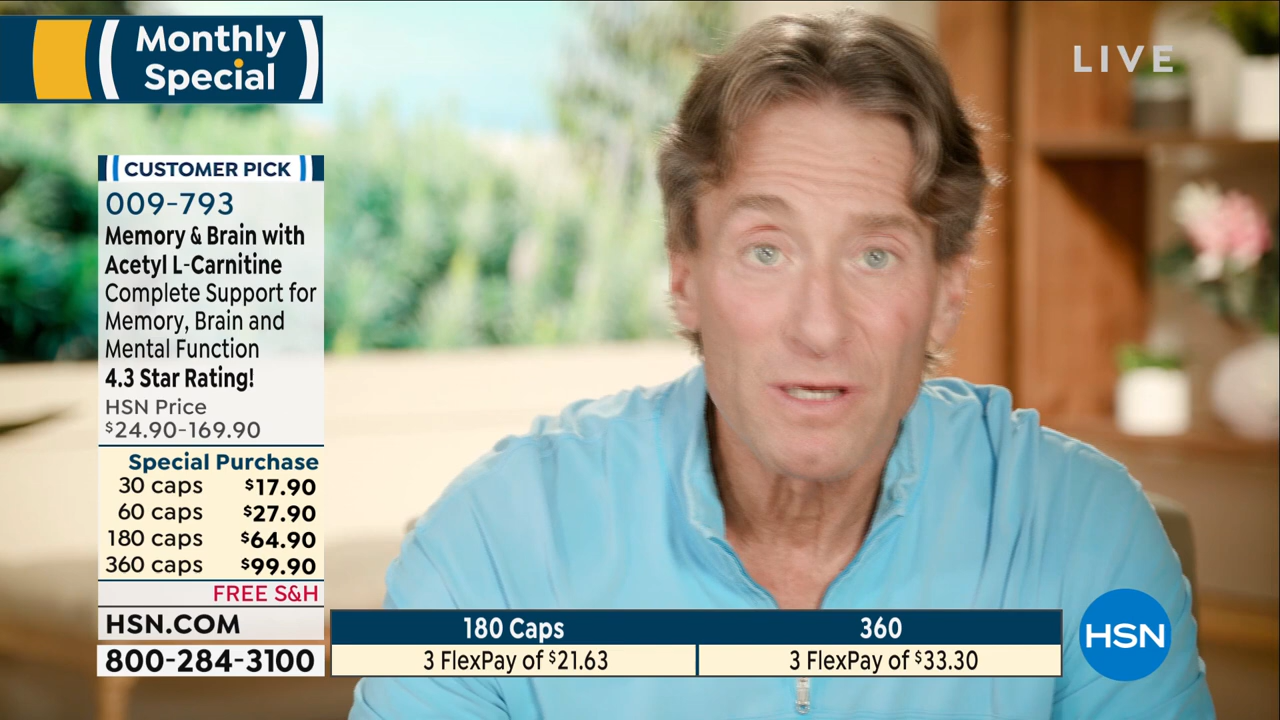 Monthly
Special
LIVE
CUSTOMER PICK
009-793
Memory & Brain with
Acetyl L-Carnitine
Complete Support for
Memory, Brain and
Mental Function
4.3 Star Rating!
HSN Price
$24.90-169.90
Special Purchase
30 caps $17.90
60 caps $27.90
180 caps $64.90
360 caps $99.90
FREE S&H
HSN.COM
800-284-3100
180 Caps 360
3 FlexPay of $21.63 3 FlexPay of $33.30
HSN